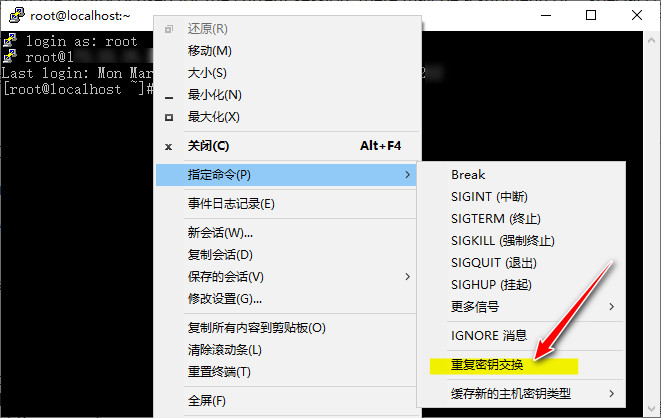 root@localhost:~
login as: root
root@1
Last login: Mon Mar
[root@localhost ~]#
还原(R)
移动(M)
大小(S)
最小化(N)
最大化(X)
关闭(C) Alt+F4
指定命令(P)
事件日志记录(E)
新会话(W)...
复制会话(D)
保存的会话(V)
修改设置(G)...
复制所有内容到剪贴板(O)
清除滚动条(L)
重置终端(T)
全屏(F)
Break
SIGINT (中断)
SIGTERM (终止)
SIGKILL (强制终止)
SIGQUIT (退出)
SIGHUP (挂起)
更多信号
IGNORE 消息
重复密钥交换
缓存新的主机密钥类型